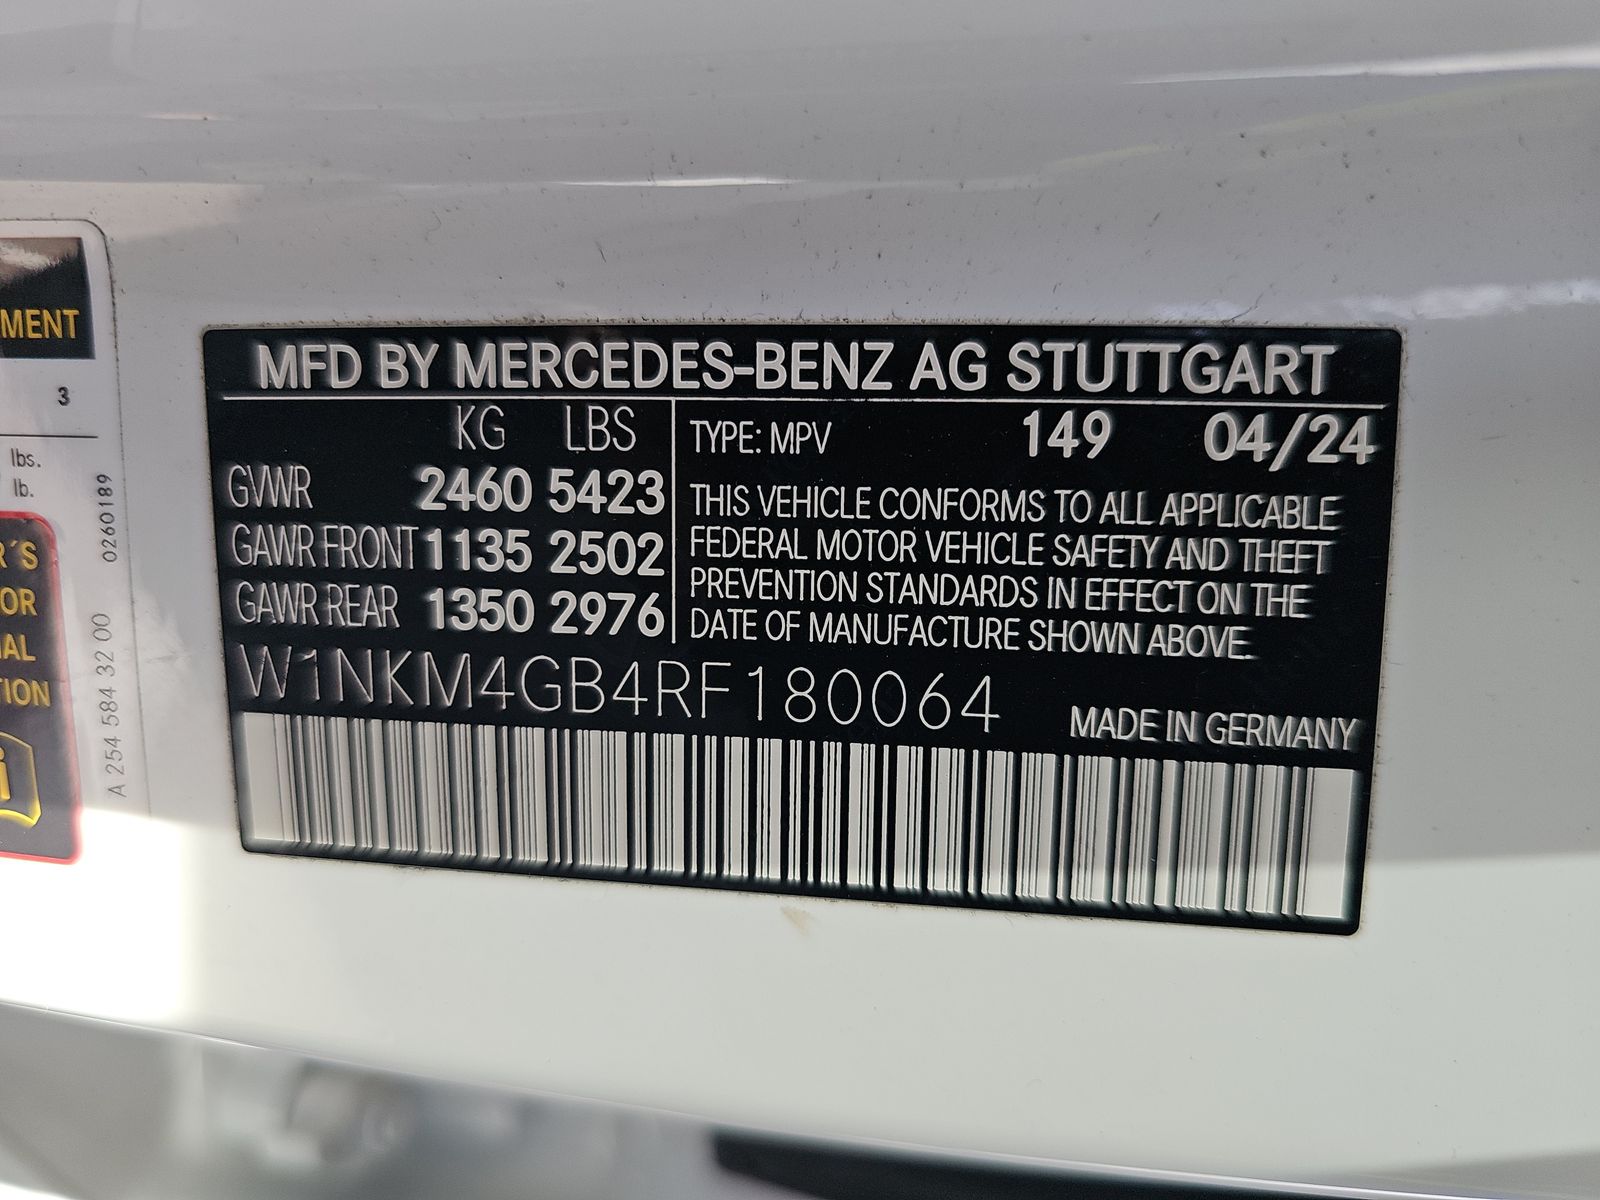 MENT
3
lbs.
lb.
0260189
R´S
OR
IAL
TION
i
A 254 584 32 00
MFD BY MERCEDES-BENZ AG STUTTGART
KG LBS
GVWR 2460 5423
GAWR FRONT 1135 2502
GAWR REAR 1350 2976
TYPE: MPV 149 04/24
THIS VEHICLE CONFORMS TO ALL APPLICABLE
FEDERAL MOTOR VEHICLE SAFETY AND THEFT
PREVENTION STANDARDS IN EFFECT ON THE
DATE OF MANUFACTURE SHOWN ABOVE.
W1NKM4GB4RF180064
MADE IN GERMANY